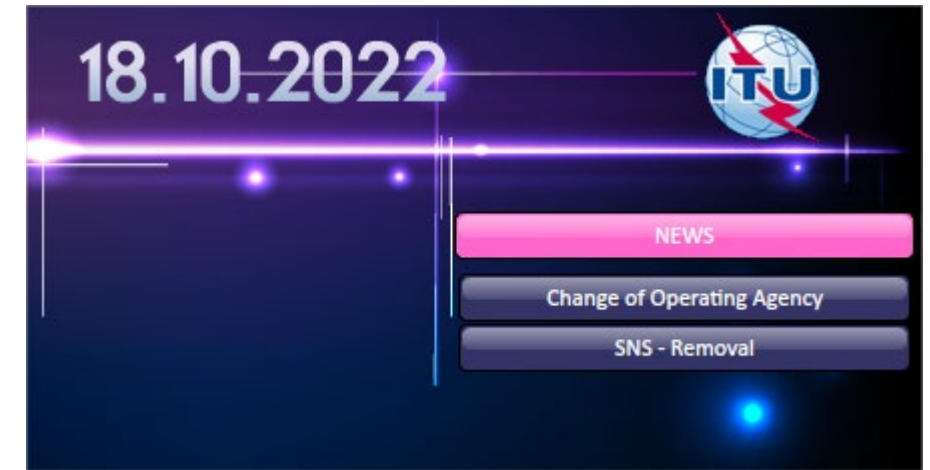 18.10.2022
ITU
NEWS
Change of Operating Agency
SNS - Removal